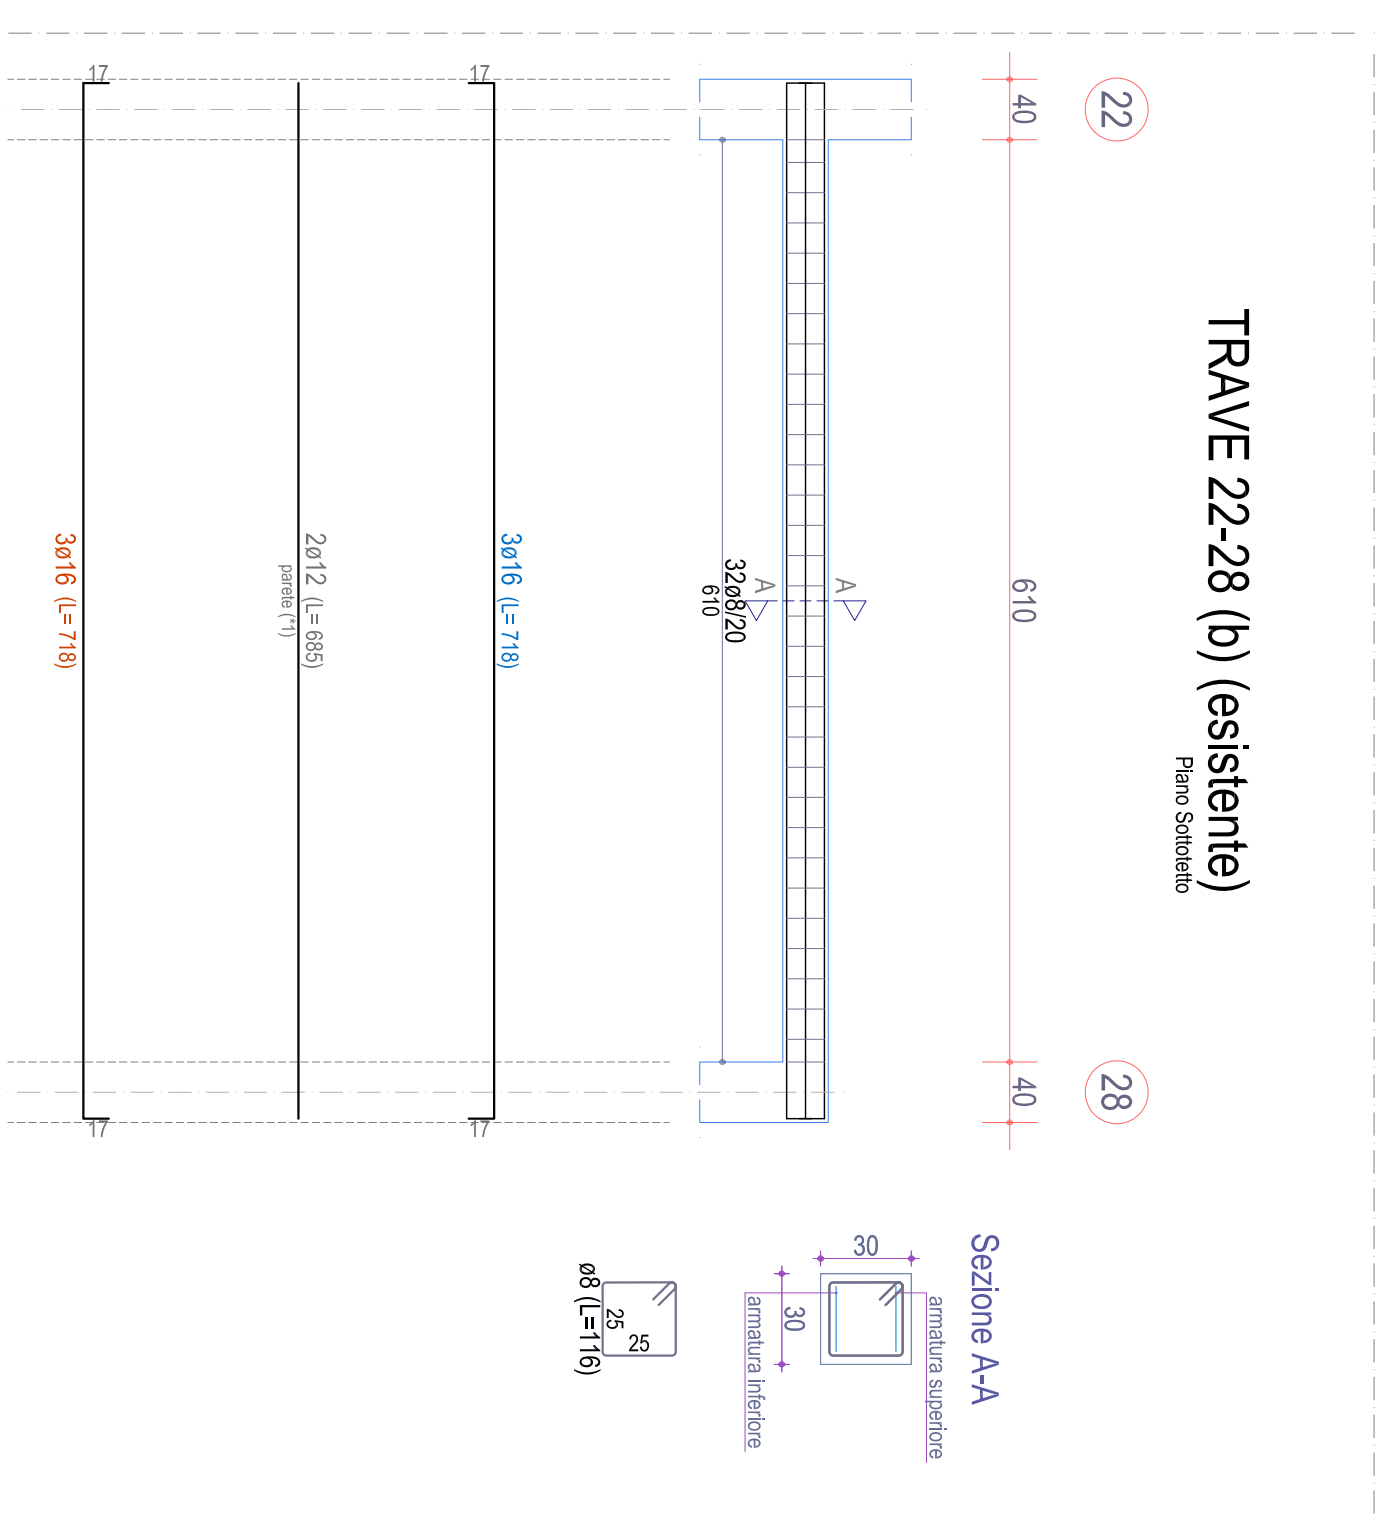 TRAVE 22-28 (b) (esistente)
Piano Sottotetto
22
28
40
610
40
A
A
32ø8/20
610
17
3ø16 (L= 718)
17
2ø12 (L= 685)
parete (*1)
17
3ø16 (L= 718)
17
Sezione A-A
armatura superiore
30
30
armatura inferiore
25
25
ø8 (L=116)